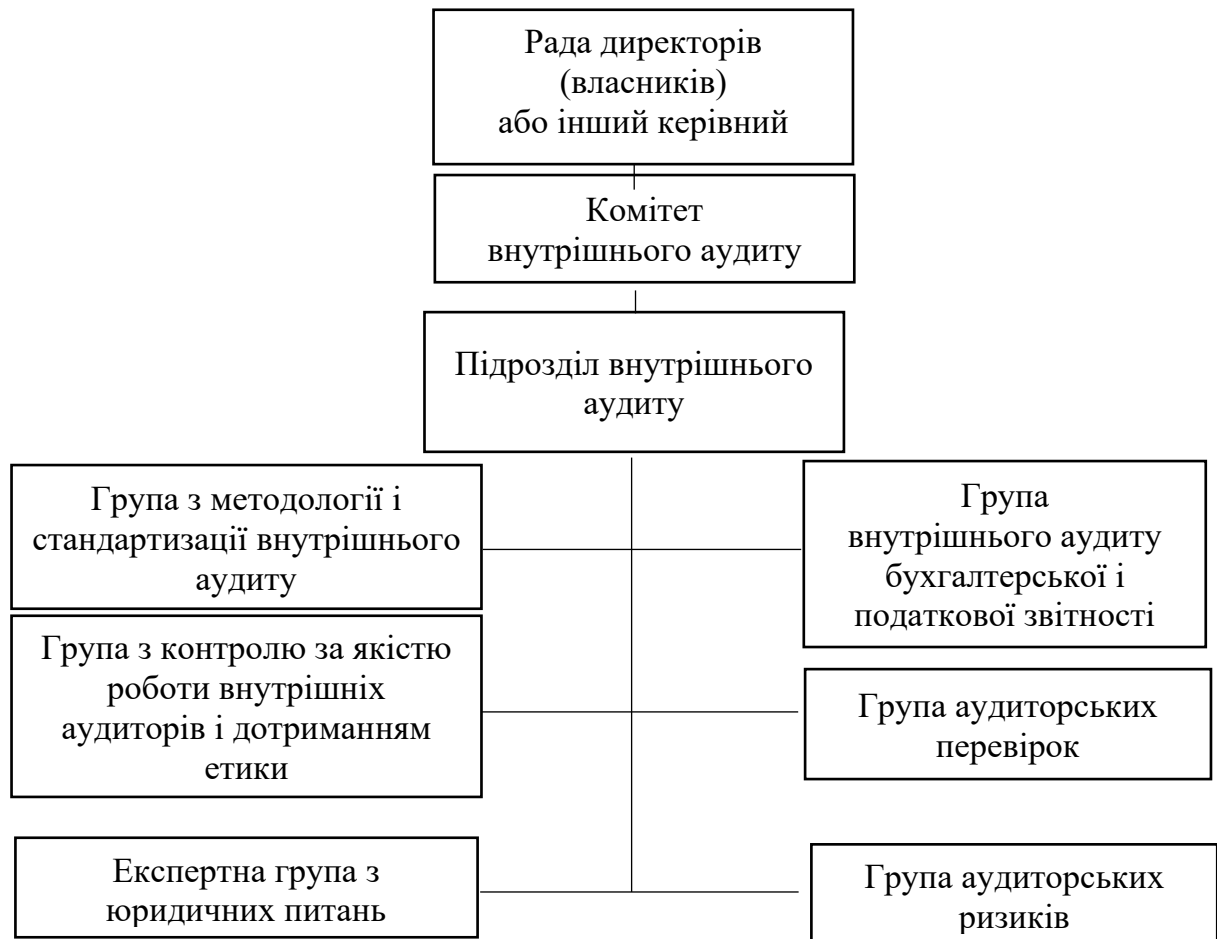 Рада директорів
(власників)
або інший керівний
Комітет
внутрішнього аудиту
Підрозділ внутрішнього
аудиту
Група з методології і
стандартизації внутрішнього
аудиту
Група
внутрішнього аудиту
бухгалтерської і
податкової звітності
Група з контролю за якістю
роботи внутрішніх
аудиторів і дотриманням
етики
Група аудиторських
перевірок
Експертна група з
юридичних питань
Група аудиторських
ризиків